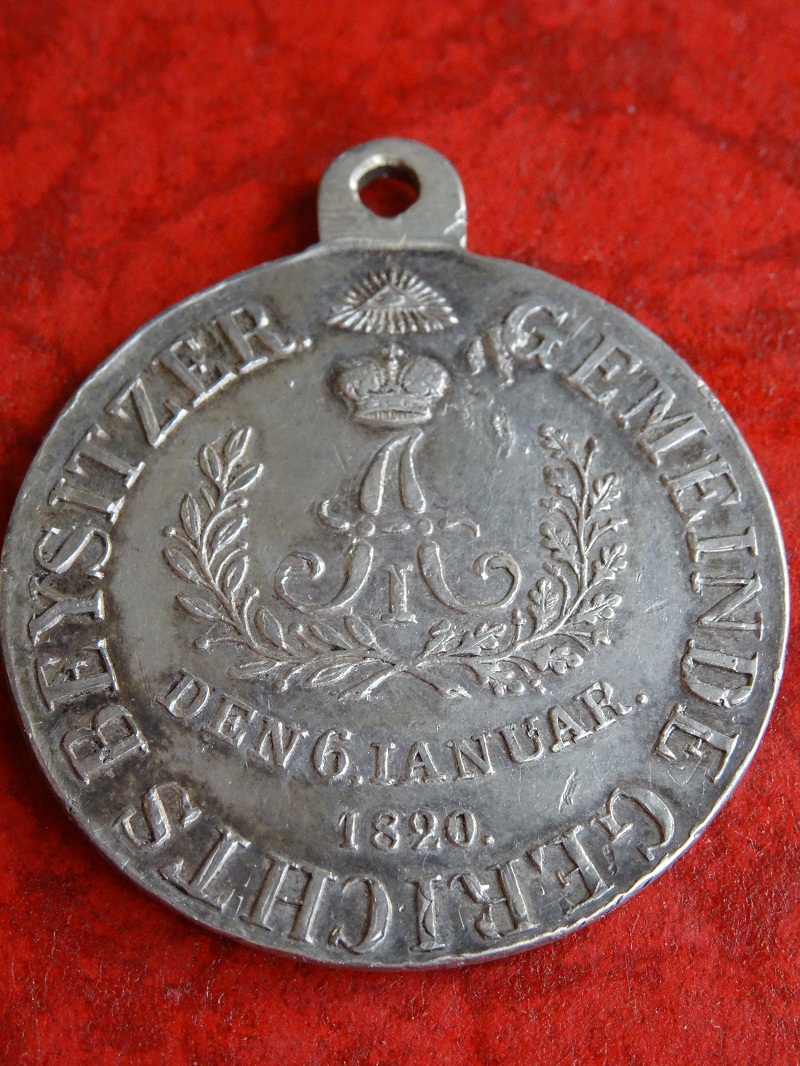 GEMEINDE GERICHTS BEYSITZER.
A
I
DEN 6. IANUAR.
1820.